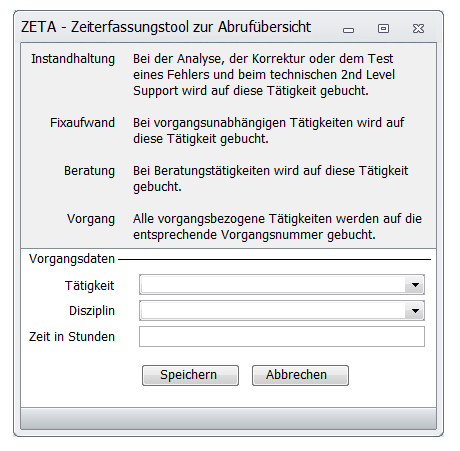 ZETA - Zeiterfassungstool zur Abrufübersicht
Instandhaltung Bei der Analyse, der Korrektur oder dem Test
eines Fehlers und beim technischen 2nd Level
Support wird auf diese Tätigkeit gebucht.
Fixaufwand Bei vorgangsunabhängigen Tätigkeiten wird auf
diese Tätigkeit gebucht.
Beratung Bei Beratungstätigkeiten wird auf diese Tätigkeit
gebucht.
Vorgang Alle vorgangsbezogene Tätigkeiten werden auf die
entsprechende Vorgangsnummer gebucht.
Vorgangsdaten
Tätigkeit
Disziplin
Zeit in Stunden
Speichern Abbrechen